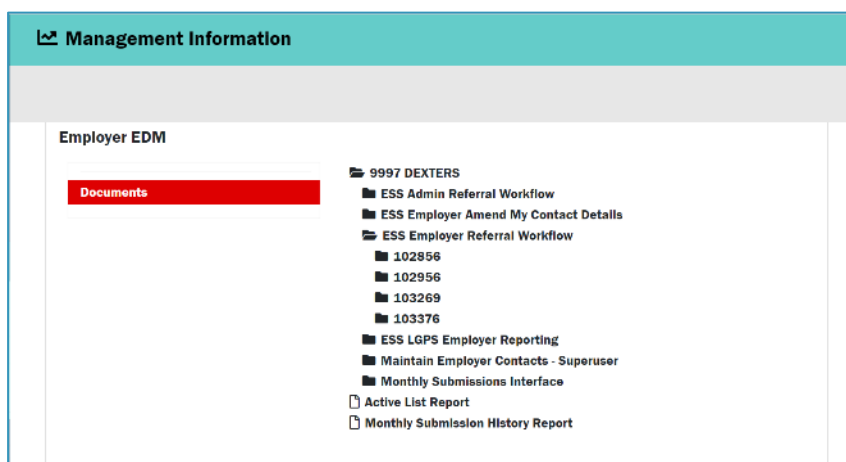 Management Information
Employer EDM
Documents
9997 DEXTERS
ESS Admin Referral Workflow
ESS Employer Amend My Contact Details
ESS Employer Referral Workflow
102856
102956
103269
103376
ESS LGPS Employer Reporting
Maintain Employer Contacts - Superuser
Monthly Submissions Interface
Active List Report
Monthly Submission History Report